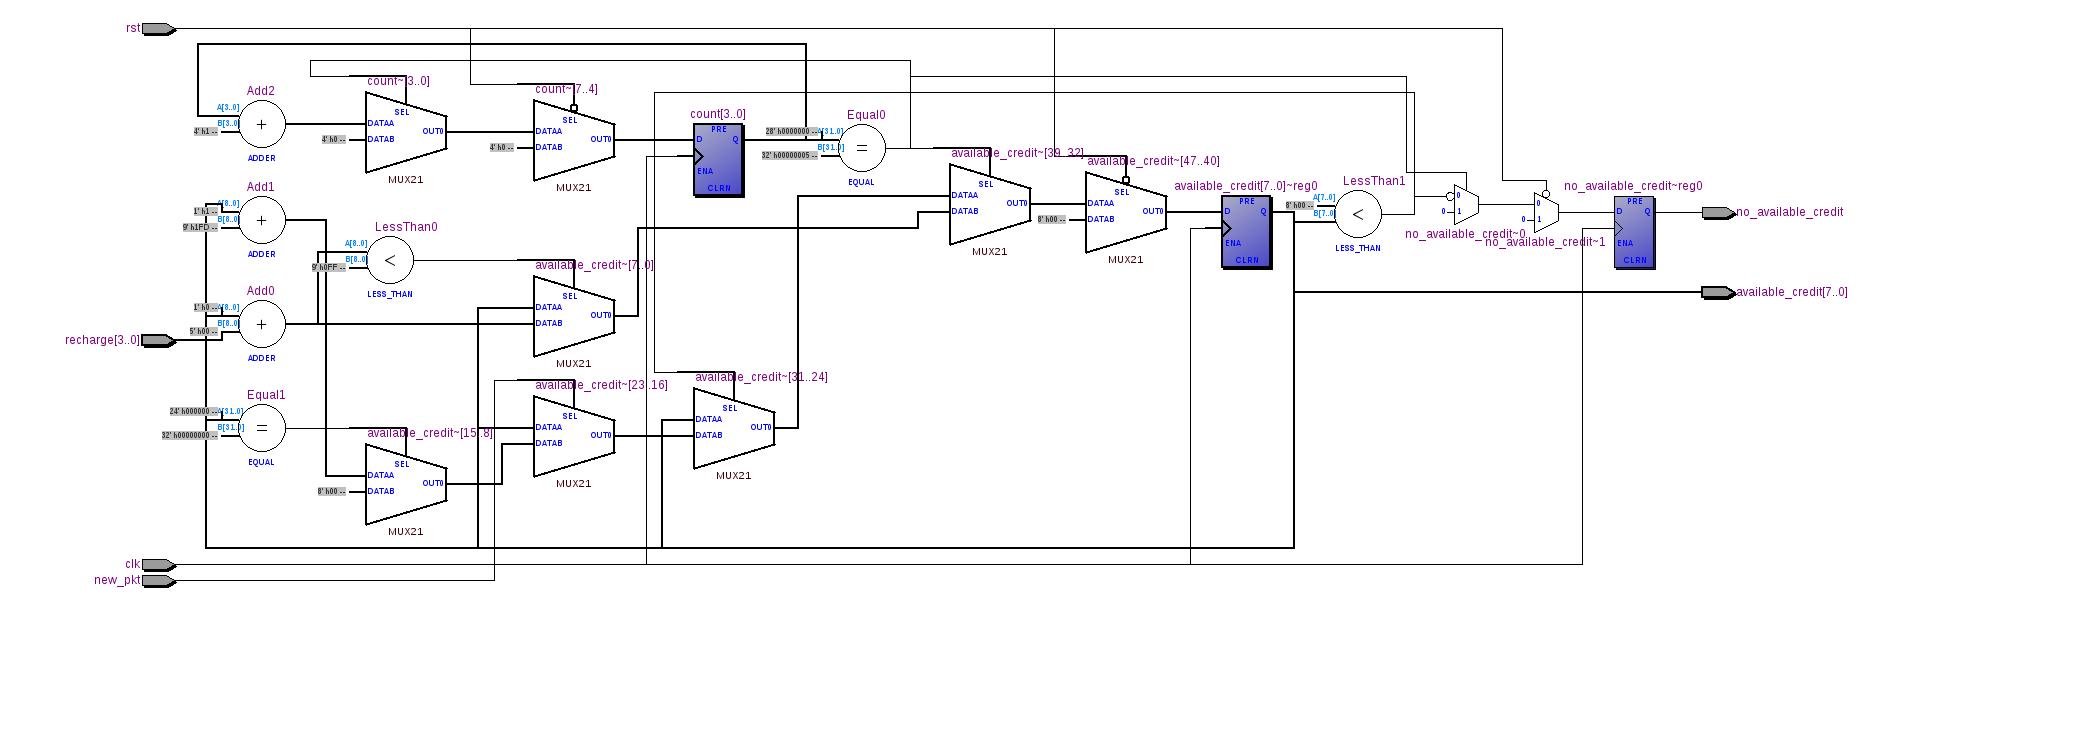 rst
Add2
A[3..0]
B[3..0]
4' h1 --
ADDER
count~[3..0]
SEL
DATAA
4' h0 --
DATAB
OUT0
MUX21
count~[7..4]
SEL
DATAA
4' h0 --
DATAB
OUT0
MUX21
count[3..0]
PRE
D
Q
ENA
CLRN
Equal0
28' h0000000 --
A[31..0]
B[31..0]
32' h00000005 --
=
EQUAL
available_credit~[39..32]
SEL
DATAA
DATAB
OUT0
MUX21
available_credit~[47..40]
SEL
DATAA
8' h00 --
DATAB
OUT0
MUX21
available_credit[7..0]~reg0
PRE
D
Q
ENA
CLRN
LessThan1
8' h00 --
A[7..0]
B[7..0]
<
LESS_THAN
0
0
1
no_available_credit~0
0
0
1
no_available_credit~1
no_available_credit~reg0
PRE
D
Q
ENA
CLRN
no_available_credit
available_credit[7..0]
Add1
1' h1 --
A[8..0]
B[8..0]
9' h1FD --
+
ADDER
LessThan0
A[8..0]
B[8..0]
9' h0FF --
<
LESS_THAN
available_credit~[7..0]
SEL
DATAA
DATAB
OUT0
MUX21
Add0
1' h0 --
A[8..0]
B[8..0]
5' h00 --
+
ADDER
recharge[3..0]
available_credit~[23..16]
SEL
DATAA
DATAB
OUT0
MUX21
available_credit~[31..24]
SEL
DATAA
DATAB
OUT0
MUX21
Equal1
24' h000000 --
A[31..0]
B[31..0]
32' h00000000 --
=
EQUAL
available_credit~[15..8]
SEL
DATAA
8' h00 --
DATAB
OUT0
MUX21
clk
new_pkt